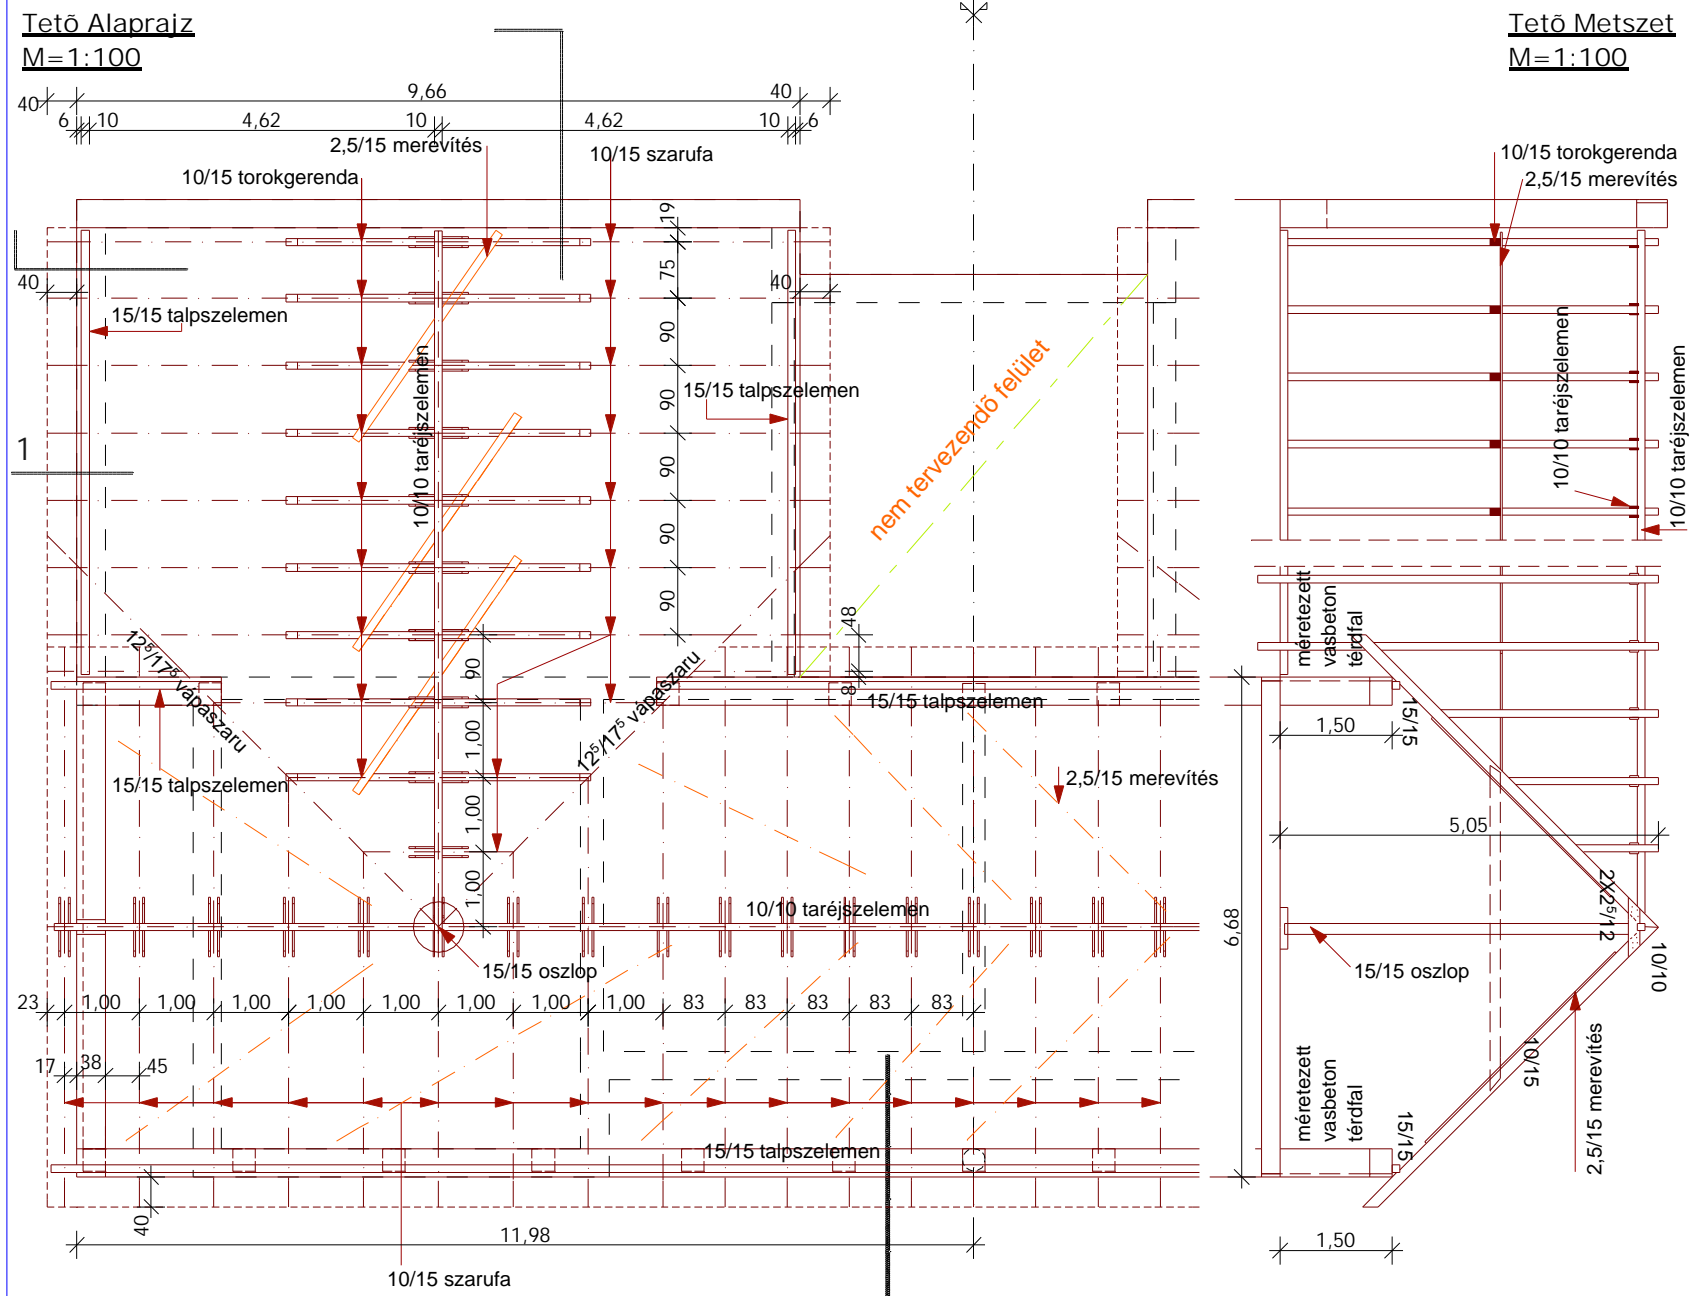 Tetõ Alaprajz
M=1:100
Tetõ Metszet
M=1:100
40
9,66
40
6
10
4,62
10
4,62
10
6
2,5/15 merevítés
10/15 szarufa
10/15 torokgerenda
10/15 torokgerenda
2,5/15 merevítés
19
75
40
40
15/15 talpszelemen
90
10/10 taréjszelemen
15/15 talpszelemen
90
nem tervezendõ felület
10/10 taréjszelemen
10/10 taréjszelemen
1
90
90
90
48
8
méretezett
vasbeton
térdfal
12⁵/17⁵ vápaszaru
90
12⁵/17⁵ vápaszaru
15/15 talpszelemen
15/15
1,50
1,00
15/15 talpszelemen
2,5/15 merevítés
1,00
5,05
1,00
10/10 taréjszelemen
2X2⁵/12
6,68
15/15 oszlop
15/15 oszlop
10/10
23
1,00
1,00
1,00
1,00
1,00
1,00
1,00
1,00
83
83
83
83
83
17
38
45
10/15
méretezett
vasbeton
térdfal
2,5/15 merevítés
15/15
15/15 talpszelemen
40
11,98
1,50
10/15 szarufa